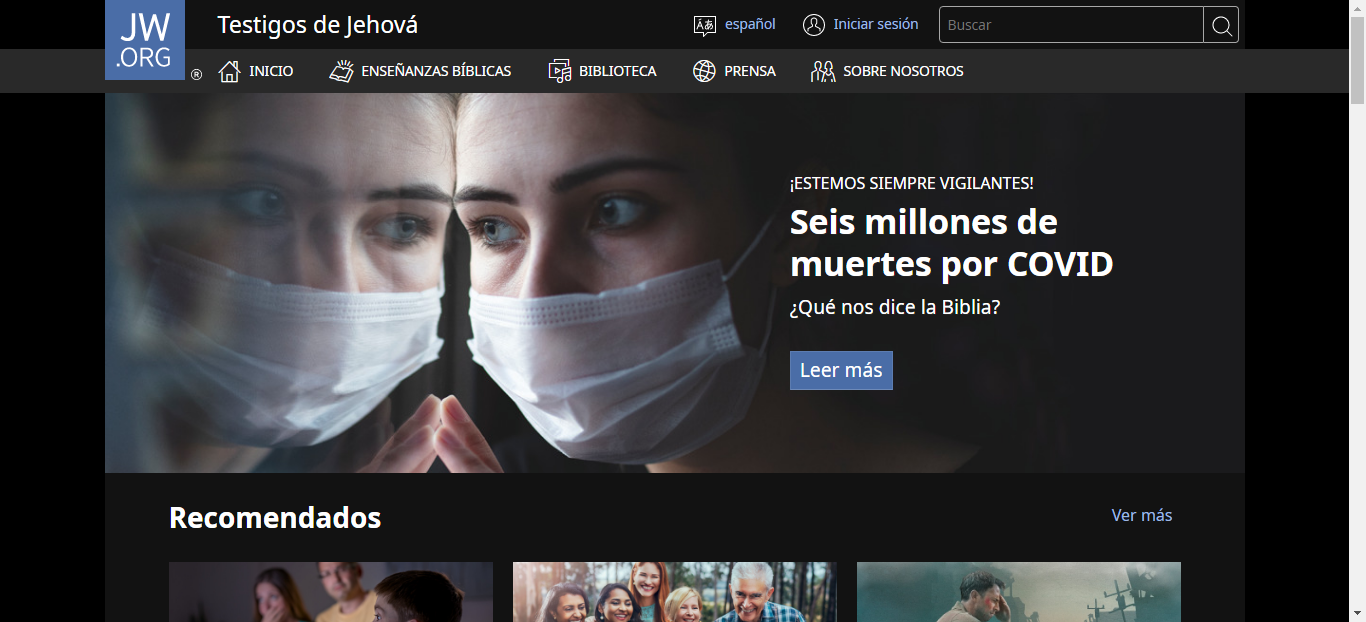 JW
.ORG
®
Testigos de Jehová
español
Iniciar sesión
Buscar
INICIO
ENSEÑANZAS BÍBLICAS
BIBLIOTECA
PRENSA
SOBRE NOSOTROS
¡ESTEMOS SIEMPRE VIGILANTES!
Seis millones de
muertes por COVID
¿Qué nos dice la Biblia?
Leer más
Recomendados
Ver más